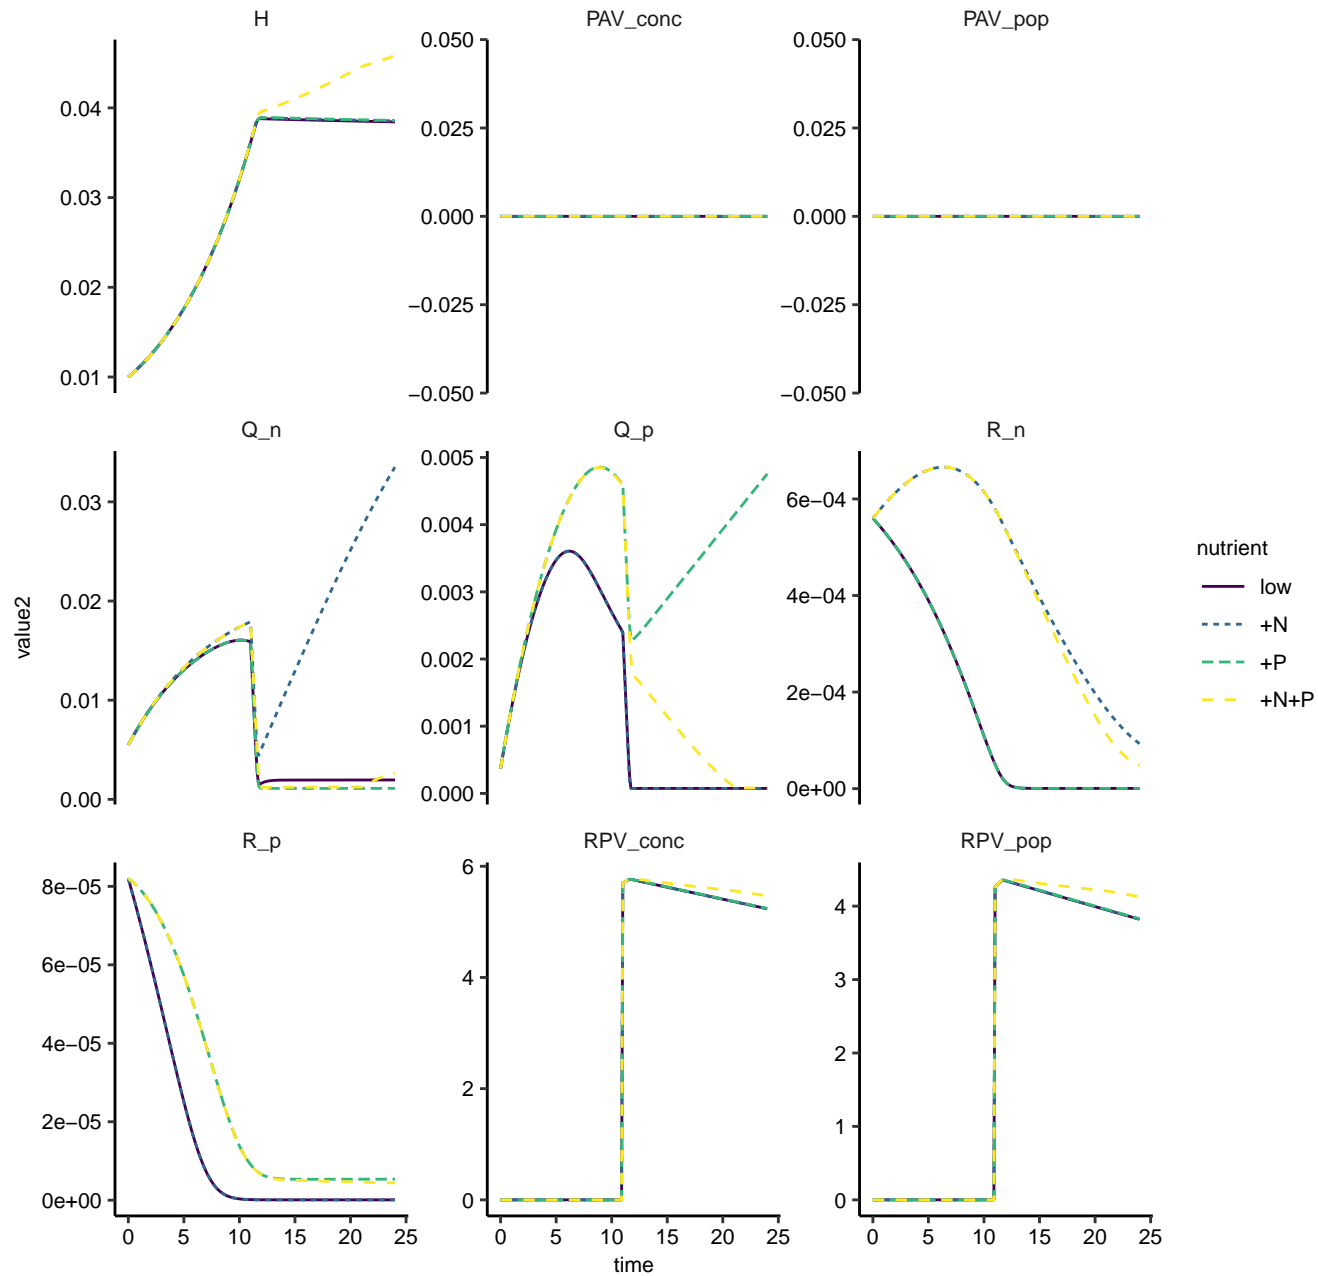 H
PAV_conc
PAV_pop
0.04
0.03
0.02
0.01
0.050
0.025
0.000
−0.025
−0.050
0.050
0.025
0.000
−0.025
−0.050
Q_n
Q_p
R_n
0.03
0.02
0.01
0.00
0.005
0.004
0.003
0.002
0.001
0.000
6e−04
4e−04
2e−04
0e+00
R_p
RPV_conc
RPV_pop
8e−05
6e−05
4e−05
2e−05
0e+00
6
4
2
0
4
3
2
1
0
0 5 10 15 20 25
0 5 10 15 20 25
0 5 10 15 20 25
time
value2
nutrient
low
+N
+P
+N+P